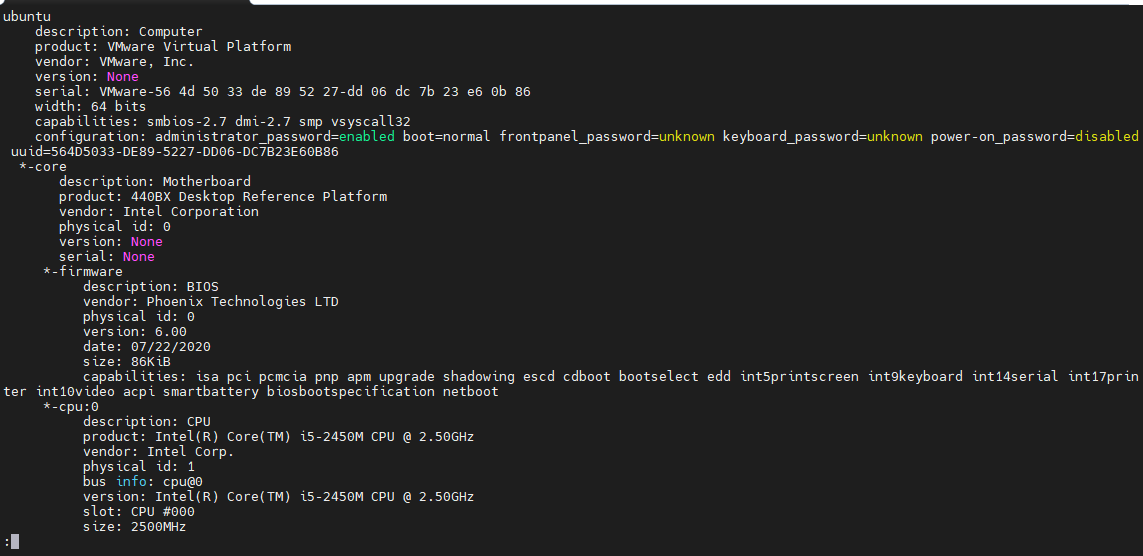 ubuntu
description: Computer
product: VMware Virtual Platform
vendor: VMware, Inc.
version: None
serial: VMware-56 4d 50 33 de 89 52 27-dd 06 dc 7b 23 e6 0b 86
width: 64 bits
capabilities: smbios-2.7 dmi-2.7 smp vsyscall32
configuration: administrator_password=enabled boot=normal frontpanel_password=unknown keyboard_password=unknown power-on_password=disabled
uuid=564D5033-DE89-5227-DD06-DC7B23E60B86
*-core
description: Motherboard
product: 440BX Desktop Reference Platform
vendor: Intel Corporation
physical id: 0
version: None
serial: None
*-firmware
description: BIOS
vendor: Phoenix Technologies LTD
physical id: 0
version: 6.00
date: 07/22/2020
size: 86KiB
capabilities: isa pci pcmcia pnp apm upgrade shadowing escd cdboot bootselect edd int5printscreen int9keyboard int14serial int17prin
ter int10video acpi smartbattery biosbootspecification netboot
*-cpu:0
description: CPU
product: Intel(R) Core(TM) i5-2450M CPU @ 2.50GHz
vendor: Intel Corp.
physical id: 1
bus info: cpu@0
version: Intel(R) Core(TM) i5-2450M CPU @ 2.50GHz
slot: CPU #000
size: 2500MHz
: